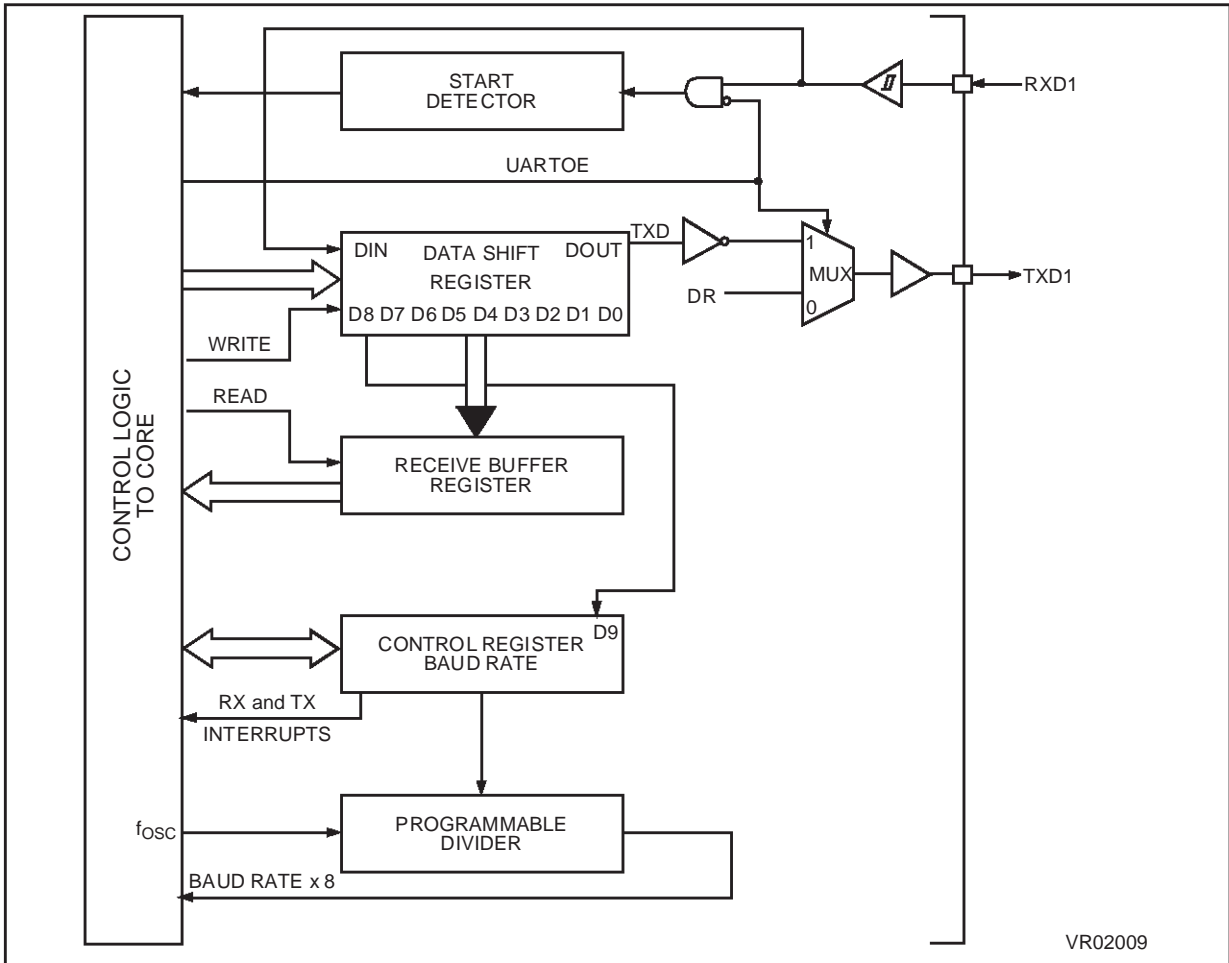 START
DETECTOR
RXD1
UARTOE
TXD
DIN
DATA SHIFT
DOUT
REGISTER
D8 D7 D6 D5 D4 D3 D2 D1 D0
1
MUX
0
DR
TXD1
WRITE
READ
CONTROL LOGIC
TO CORE
RECEIVE BUFFER
REGISTER
D9
CONTROL REGISTER
BAUD RATE
RX and TX
INTERRUPTS
fOSC
PROGRAMMABLE
DIVIDER
BAUD RATE x 8
VR02009